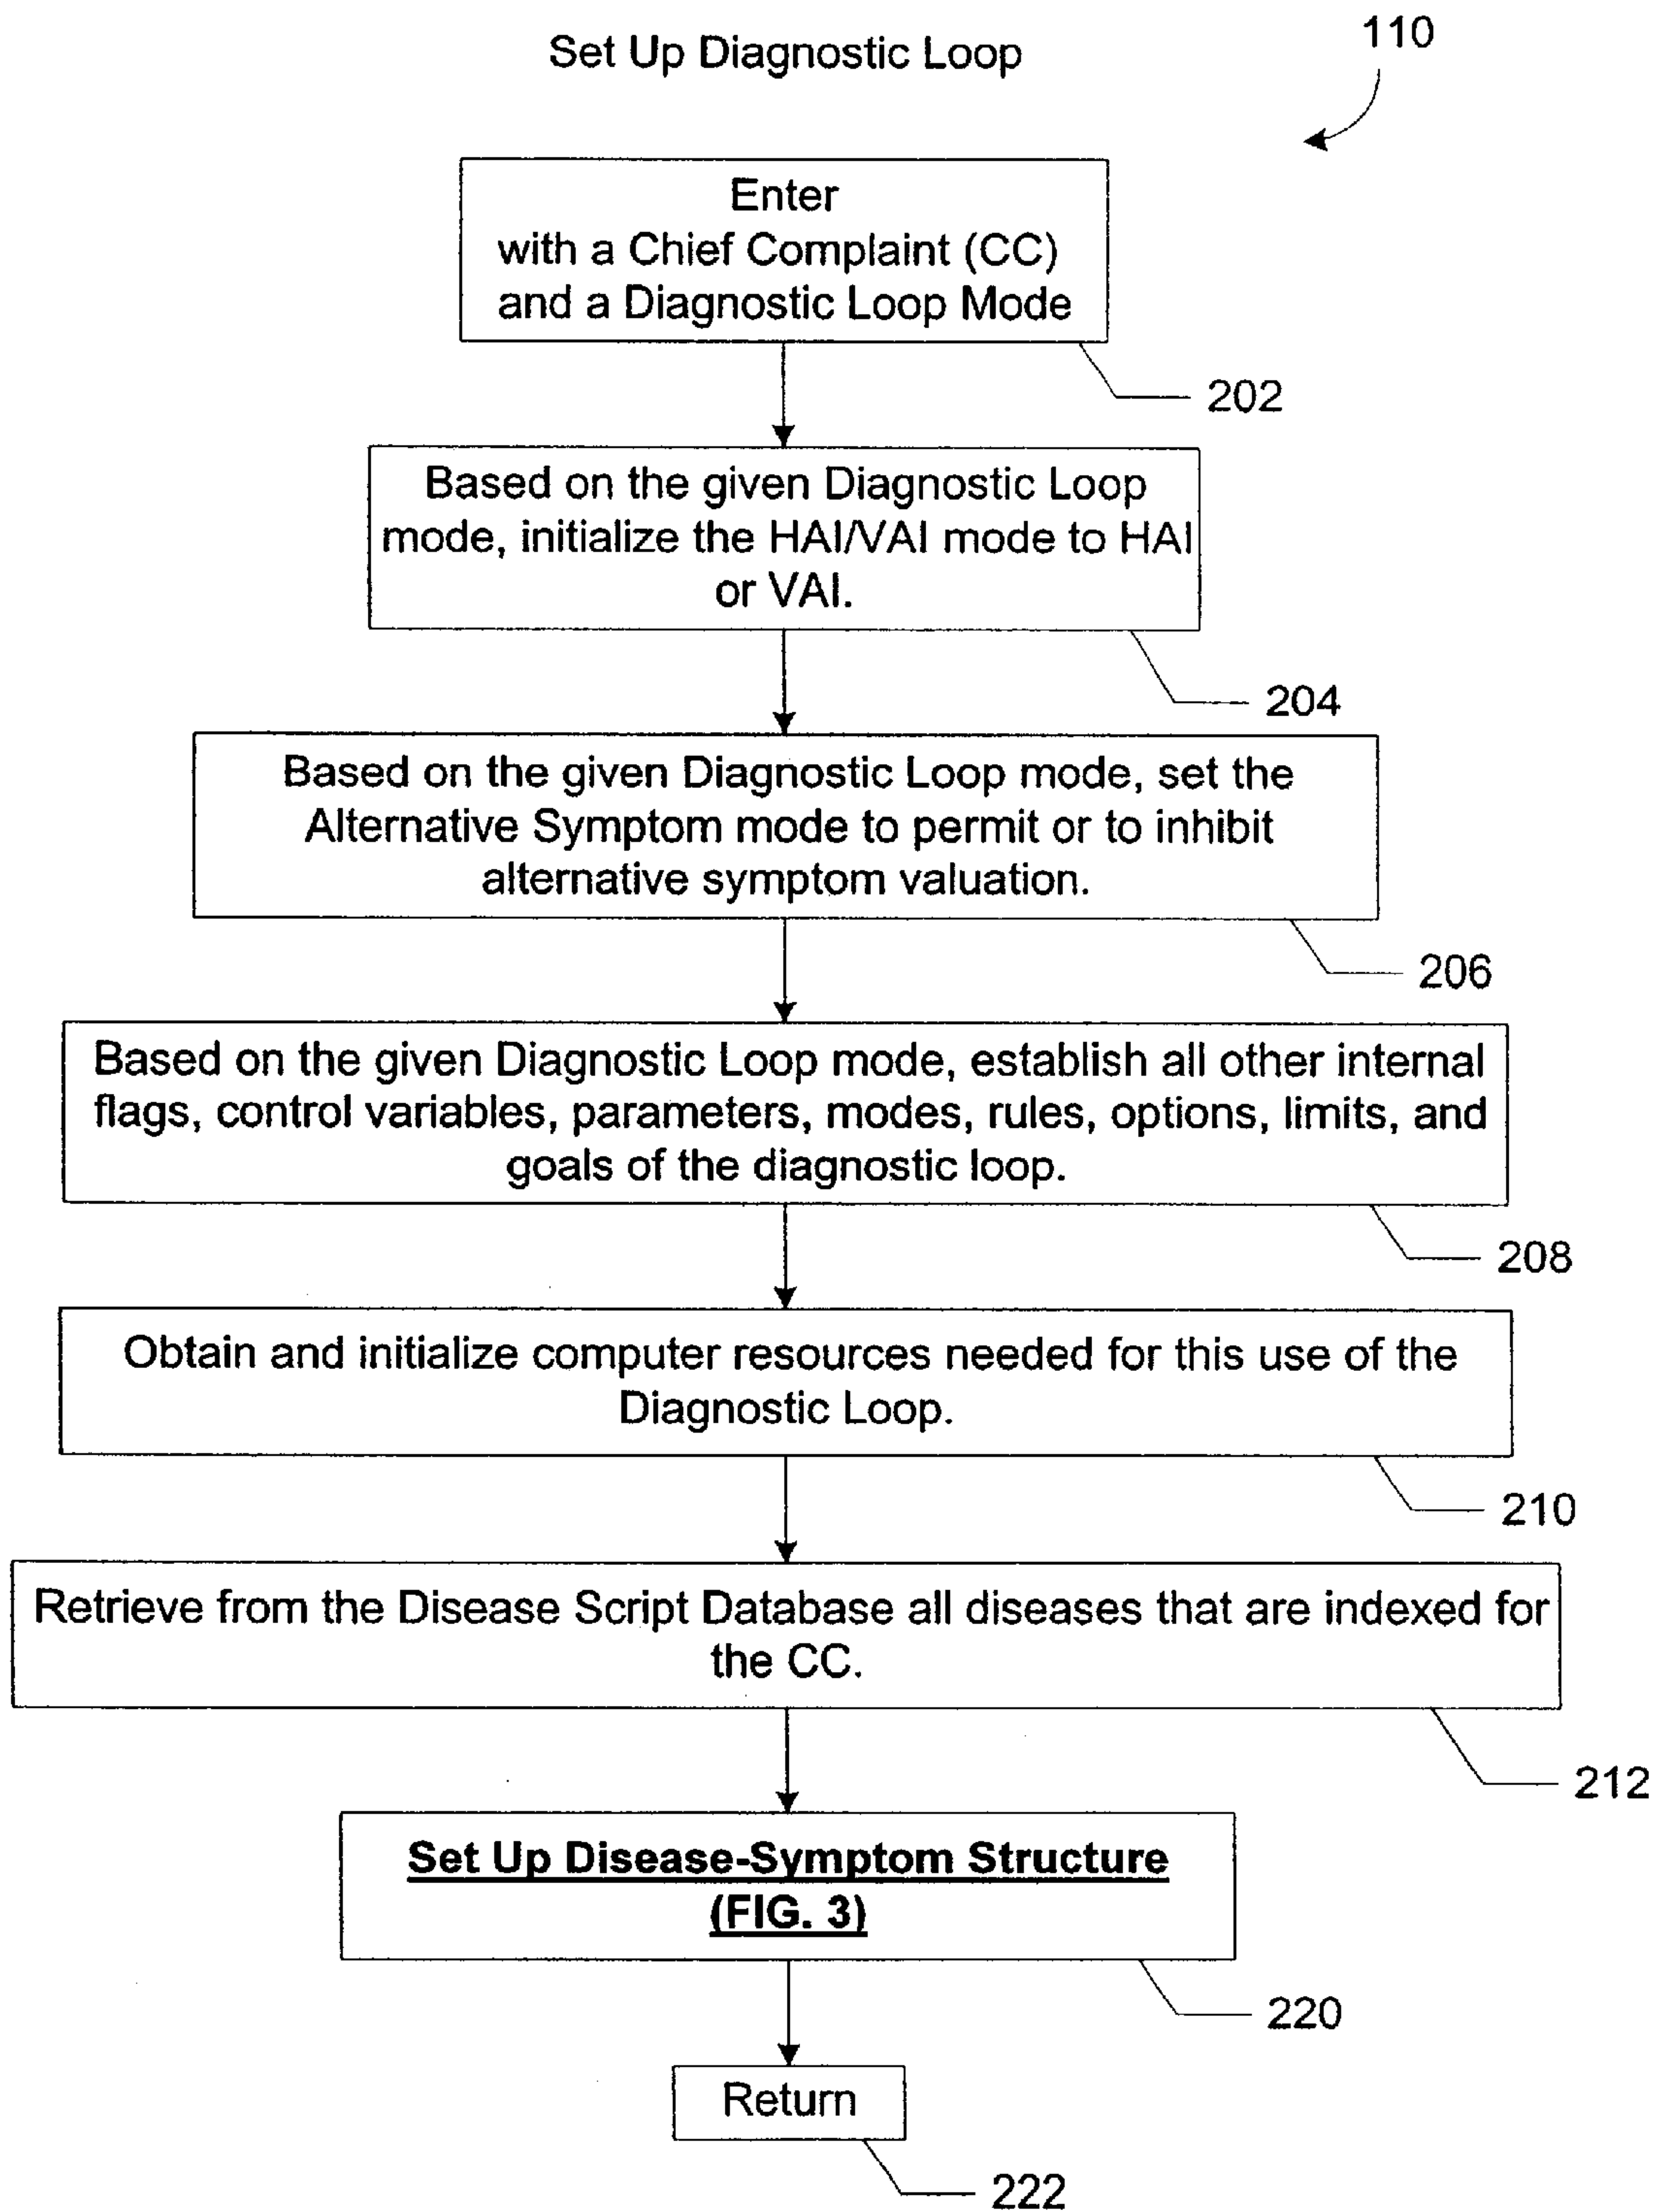 Set Up Diagnostic Loop
110
Enter
with a Chief Complaint (CC)
and a Diagnostic Loop Mode
202
Based on the given Diagnostic Loop
mode, initialize the HAI/VAI mode to HAI
or VAI.
204
Based on the given Diagnostic Loop mode, set the
Alternative Symptom mode to permit or to inhibit
alternative symptom valuation.
206
Based on the given Diagnostic Loop mode, establish all other internal
flags, control variables, parameters, modes, rules, options, limits, and
goals of the diagnostic loop.
208
Obtain and initialize computer resources needed for this use of the
Diagnostic Loop.
210
Retrieve from the Disease Script Database all diseases that are indexed for
the CC.
212
Set Up Disease-Symptom Structure
(FIG. 3)
220
Return
222